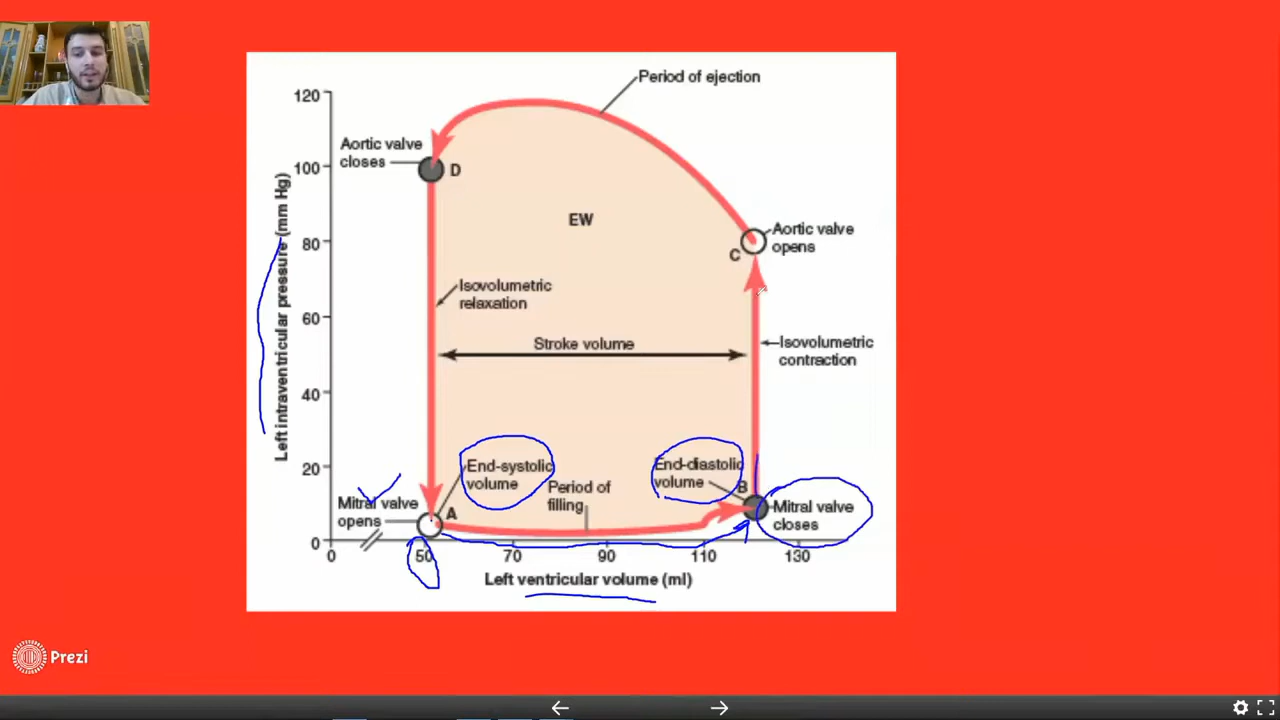 Period of ejection
120
Aortic valve
closes
100
D
EW
Aortic valve
opens
80
C
Left intraventricular pressure (mm Hg)
Isovolumetric
relaxation
60
Stroke volume
Isovolumetric
contraction
40
20
End-systolic
volume
End-diastolic
volume
Period of
filling
B
Mitral valve
opens
A
Mitral valve
closes
0
0
50
70
90
110
130
Left ventricular volume (ml)
Prezi